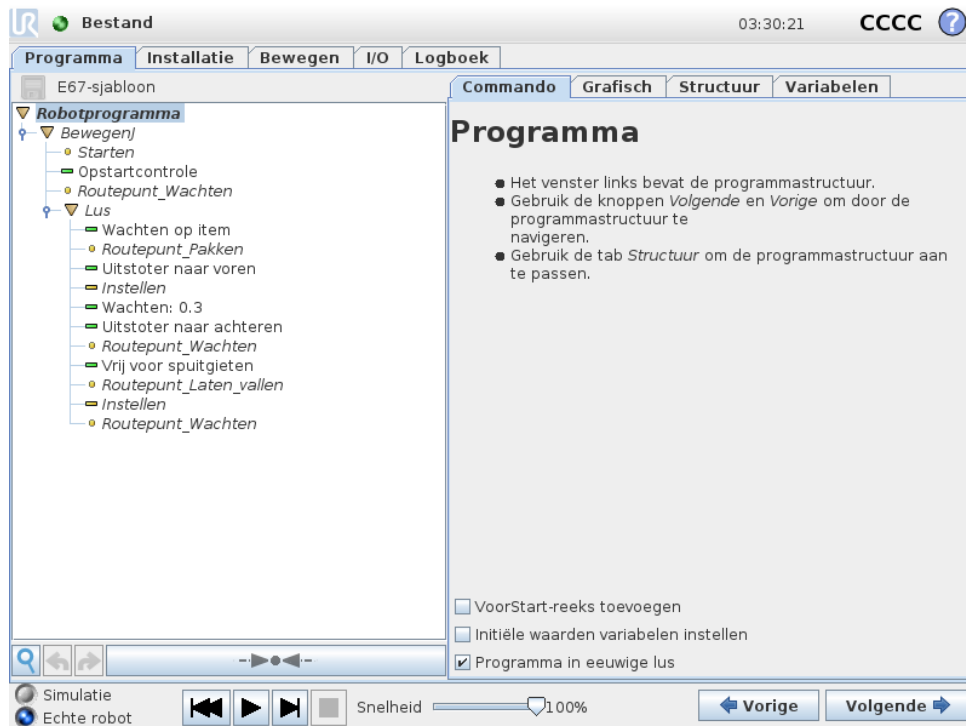 UR Bestand 03:30:21 CCCC ?
Programma Installatie Bewegen I/O Logboek
E67-sjabloon
Robotprogramma
BewegenJ
Starten
Opstartcontrole
Routepunt_Wachten
Lus
Wachten op item
Routepunt_Pakken
Uitstoter naar voren
Instellen
Wachten: 0.3
Uitstoter naar achteren
Routepunt_Wachten
Vrij voor spuitgieten
Routepunt_Laten_vallen
Instellen
Routepunt_Wachten
Commando Grafisch Structuur Variabelen
Programma
Het venster links bevat de programmastructuur.
Gebruik de knoppen Volgende en Vorige om door de
programmastructuur te
navigeren.
Gebruik de tab Structuur om de programmastructuur aan
te passen.
VoorStart-reeks toevoegen
Initiële waarden variabelen instellen
Programma in eeuwige lus
Simulatie
Echte robot
Snelheid 100%
Vorige Volgende